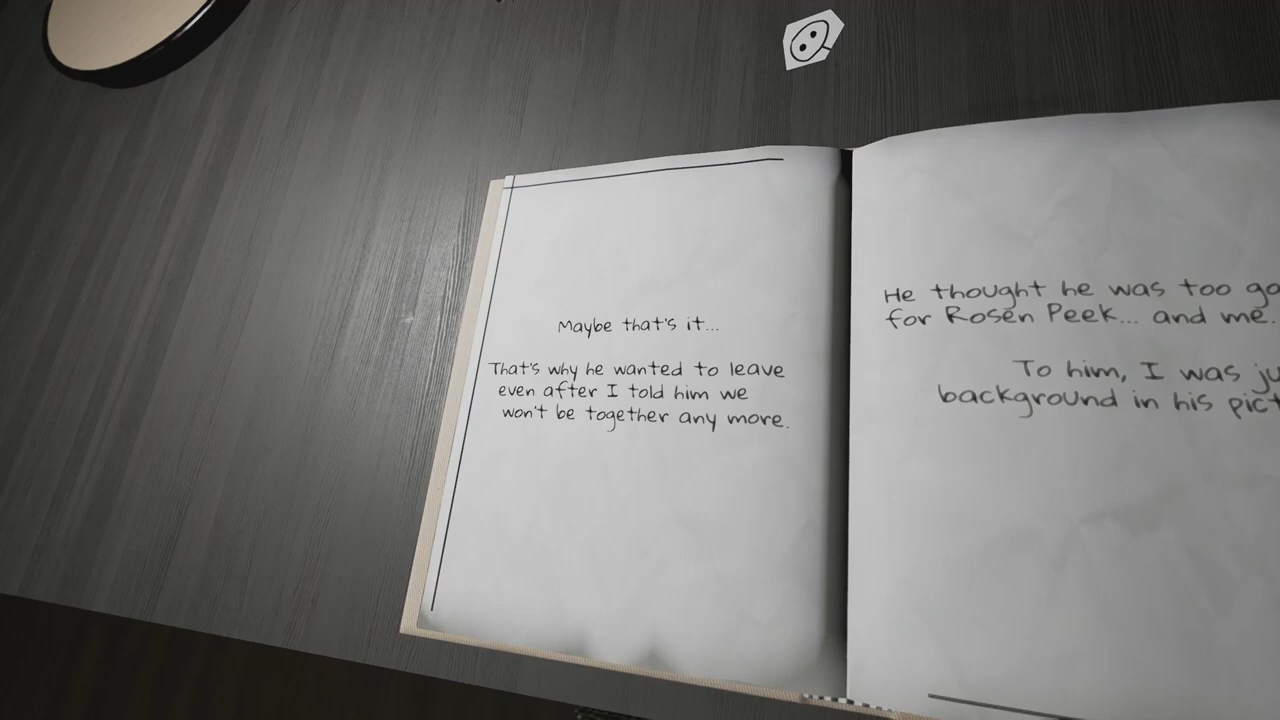 Maybe that's it...
That's why he wanted to leave
even after I told him we
won't be together any more.
He thought he was too
for Rosen Peek... and me.
To him, I was
background in his